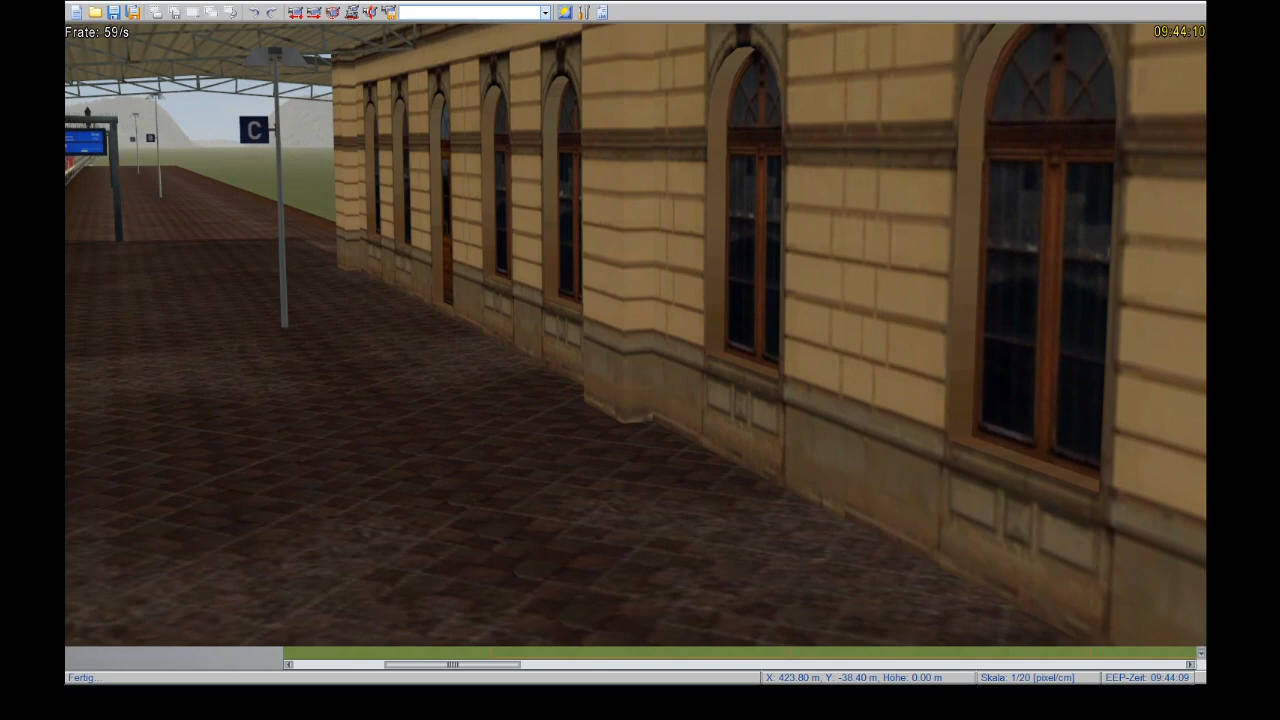 Frate: 59/s
09:44.10
C
B
Fertig...
X: 423.80 m, Y: -38.40 m, Höhe: 0.00 m
Skala: 1/20 [pixel/cm]
EEP-Zeit: 09:44:09